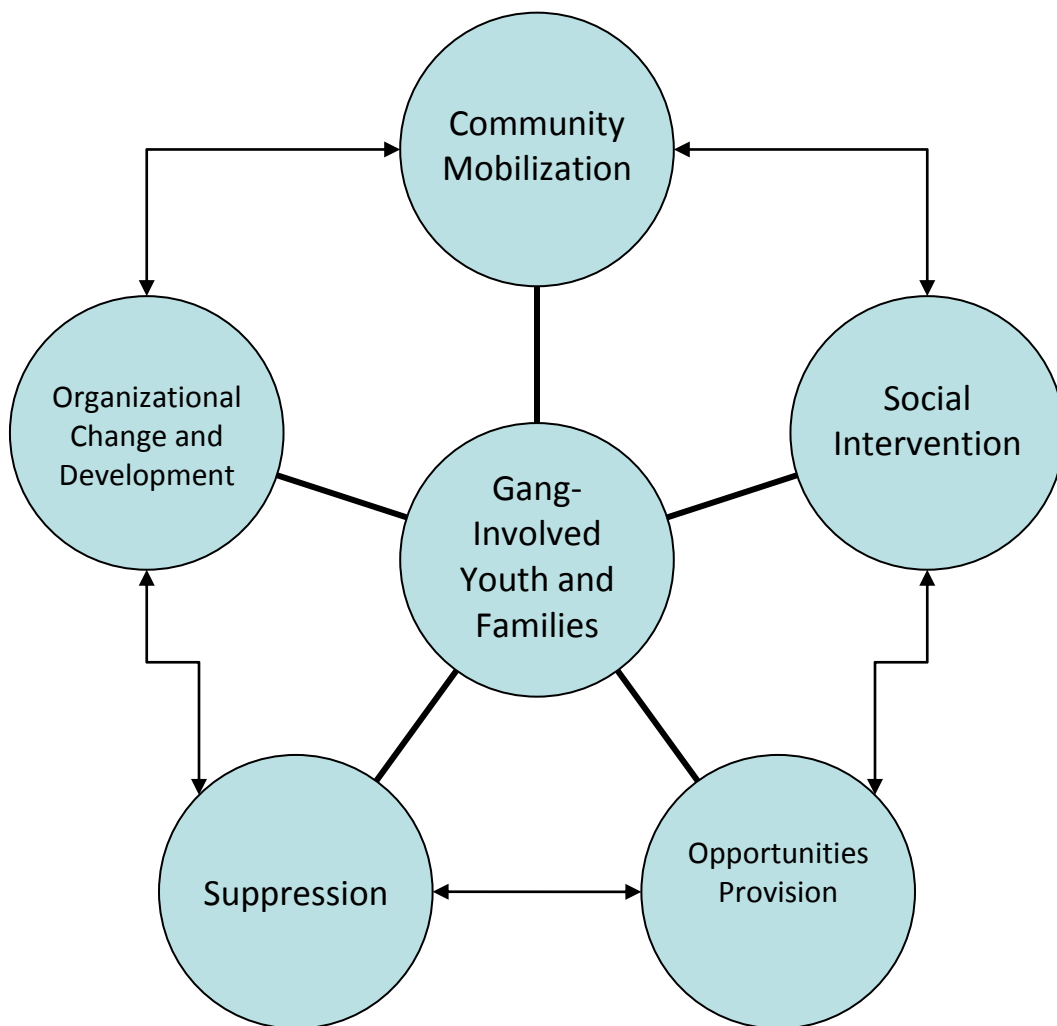 Community
Mobilization
Organizational
Change and
Development
Social
Intervention
Gang-
Involved
Youth and
Families
Suppression
Opportunities
Provision